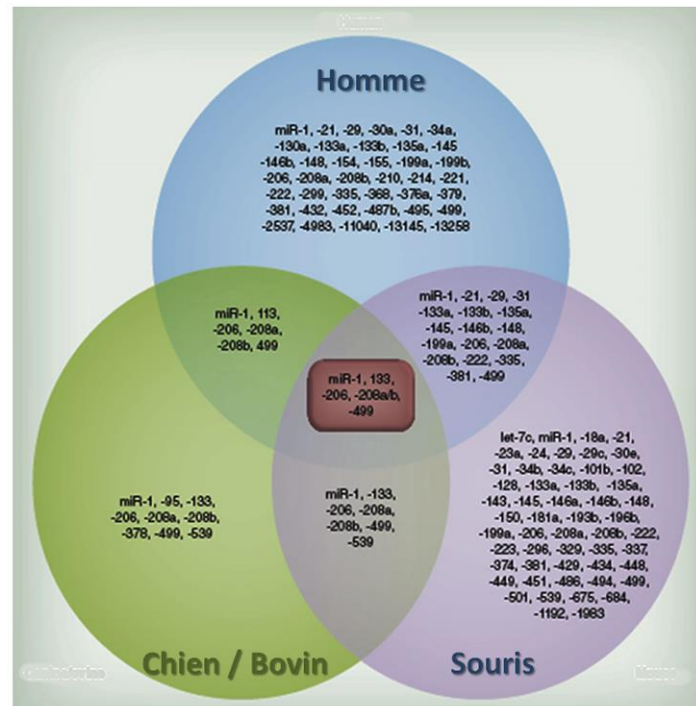 Homme
miR-1, -21, -29, -30a, -31, -34a,
-130a, -133a, -133b, -135a, -145
-146b, -148, -154, -155, -199a, -199b,
-206, -208a, -208b, -210, -214, -221,
-222, -299, -335, -368, -376a, -379,
-381, -432, -452, -487b, -495, -499,
-2537, -4983, -11040, -13145, -13258
miR-1, 113,
-206, -208a,
-208b, 499
miR-1, -21, -29, -31
-133a, -133b, -135a,
-145, -146b, -148,
-199a, -206, -208a,
-208b, -222, -335,
-381, -499
miR-1, 133,
-206, -208a/b,
-499
miR-1, -95, -133,
-206, -208a, -208b,
-378, -499, -539
miR-1, -133,
-206, -208a,
-208b, -499,
-539
let-7c, miR-1, -18a, -21,
-23a, -24, -29, -29c, -30e,
-31, -34b, -34c, -101b, -102,
-128, -133a, -133b, -135a,
-143, -145, -146a, -146b, -148,
-150, -181a, -193b, -196b,
-199a, -206, -208a, -208b, -222,
-223, -296, -329, -335, -337,
-374, -381, -429, -434, -448,
-449, -451, -486, -494, -499,
-501, -539, -675, -684,
-1192, -1983
Chien / Bovin
Souris